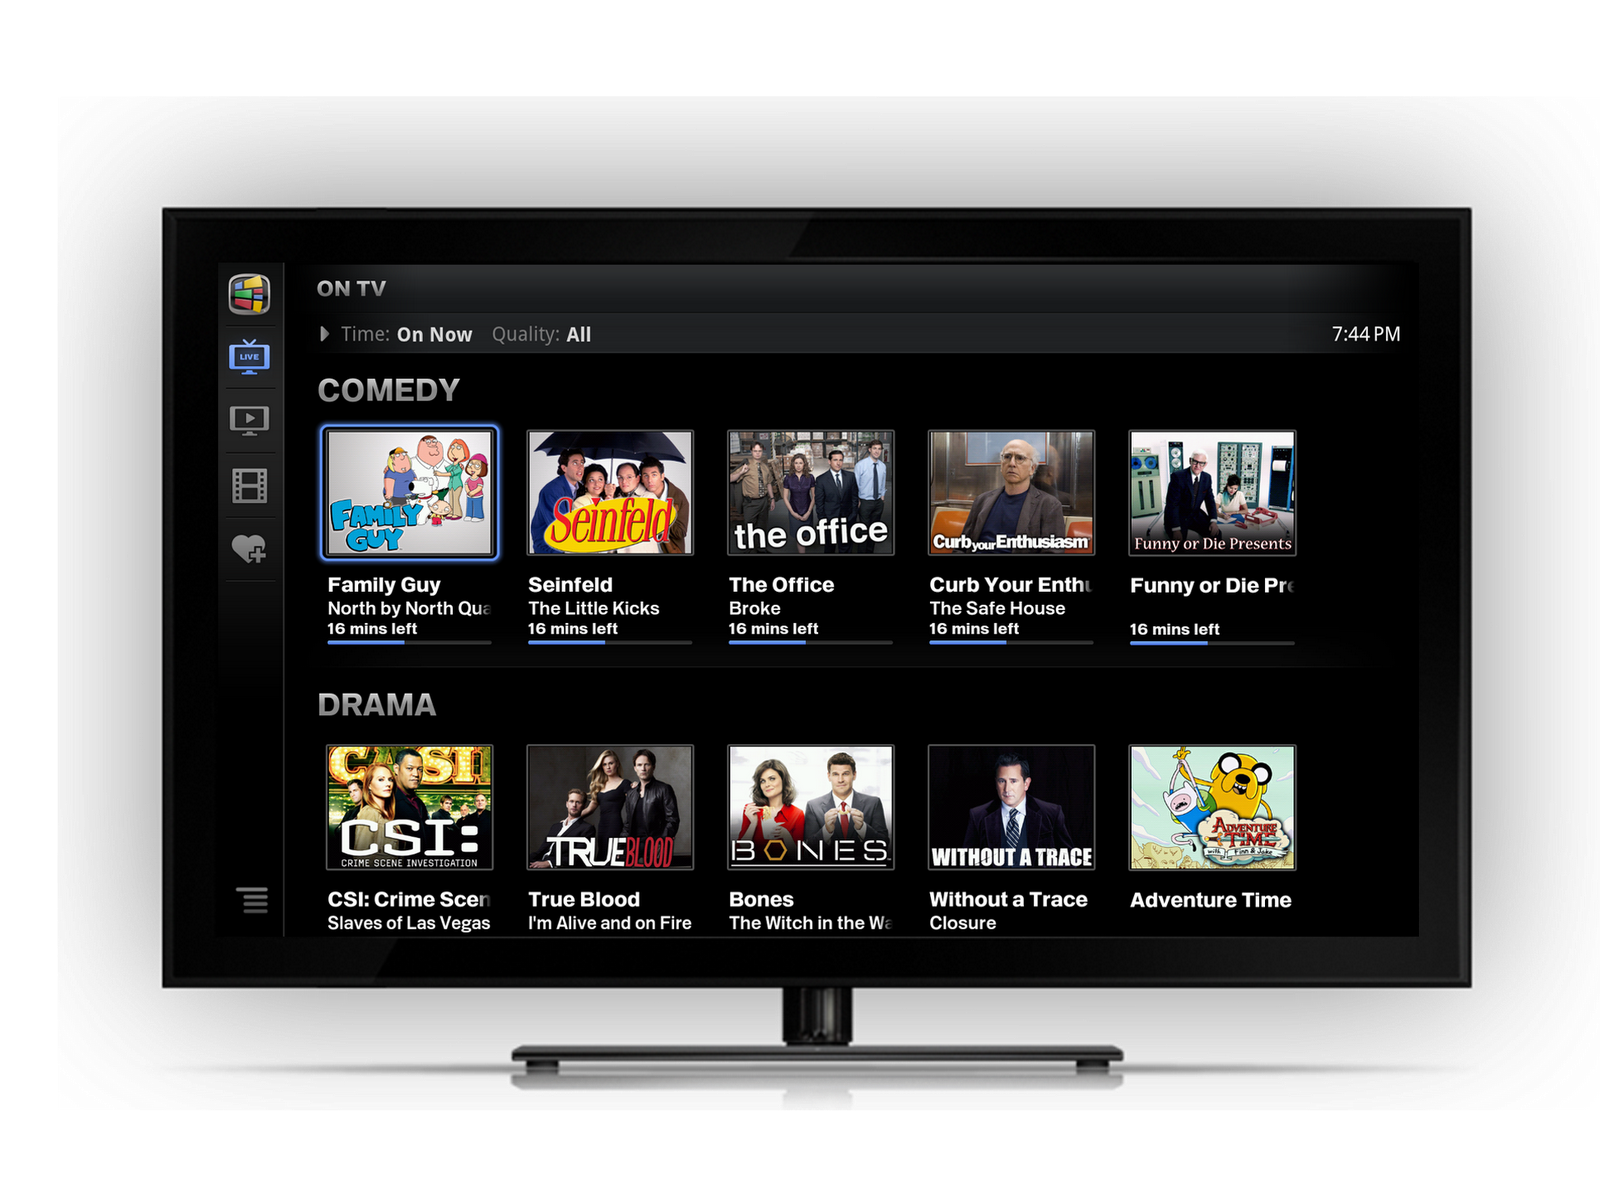 ON TV
LIVE
Time: On Now Quality: All
7:44 PM
COMEDY
FAMILY
GUY
Seinfeld
the office
Curb your Enthusiasm
Funny or Die Presents
Family Guy
North by North Qua
16 mins left
Seinfeld
The Little Kicks
16 mins left
The Office
Broke
16 mins left
Curb Your Enthu
The Safe House
16 mins left
Funny or Die Pre
16 mins left
DRAMA
CSI:
CRIME SCENE INVESTIGATION
TRUE BLOOD
BONES
WITHOUT A TRACE
ADVENTURE
TIME
with Finn & Jake
CSI: Crime Scen
Slaves of Las Vegas
True Blood
I'm Alive and on Fire
Bones
The Witch in the Wa
Without a Trace
Closure
Adventure Time